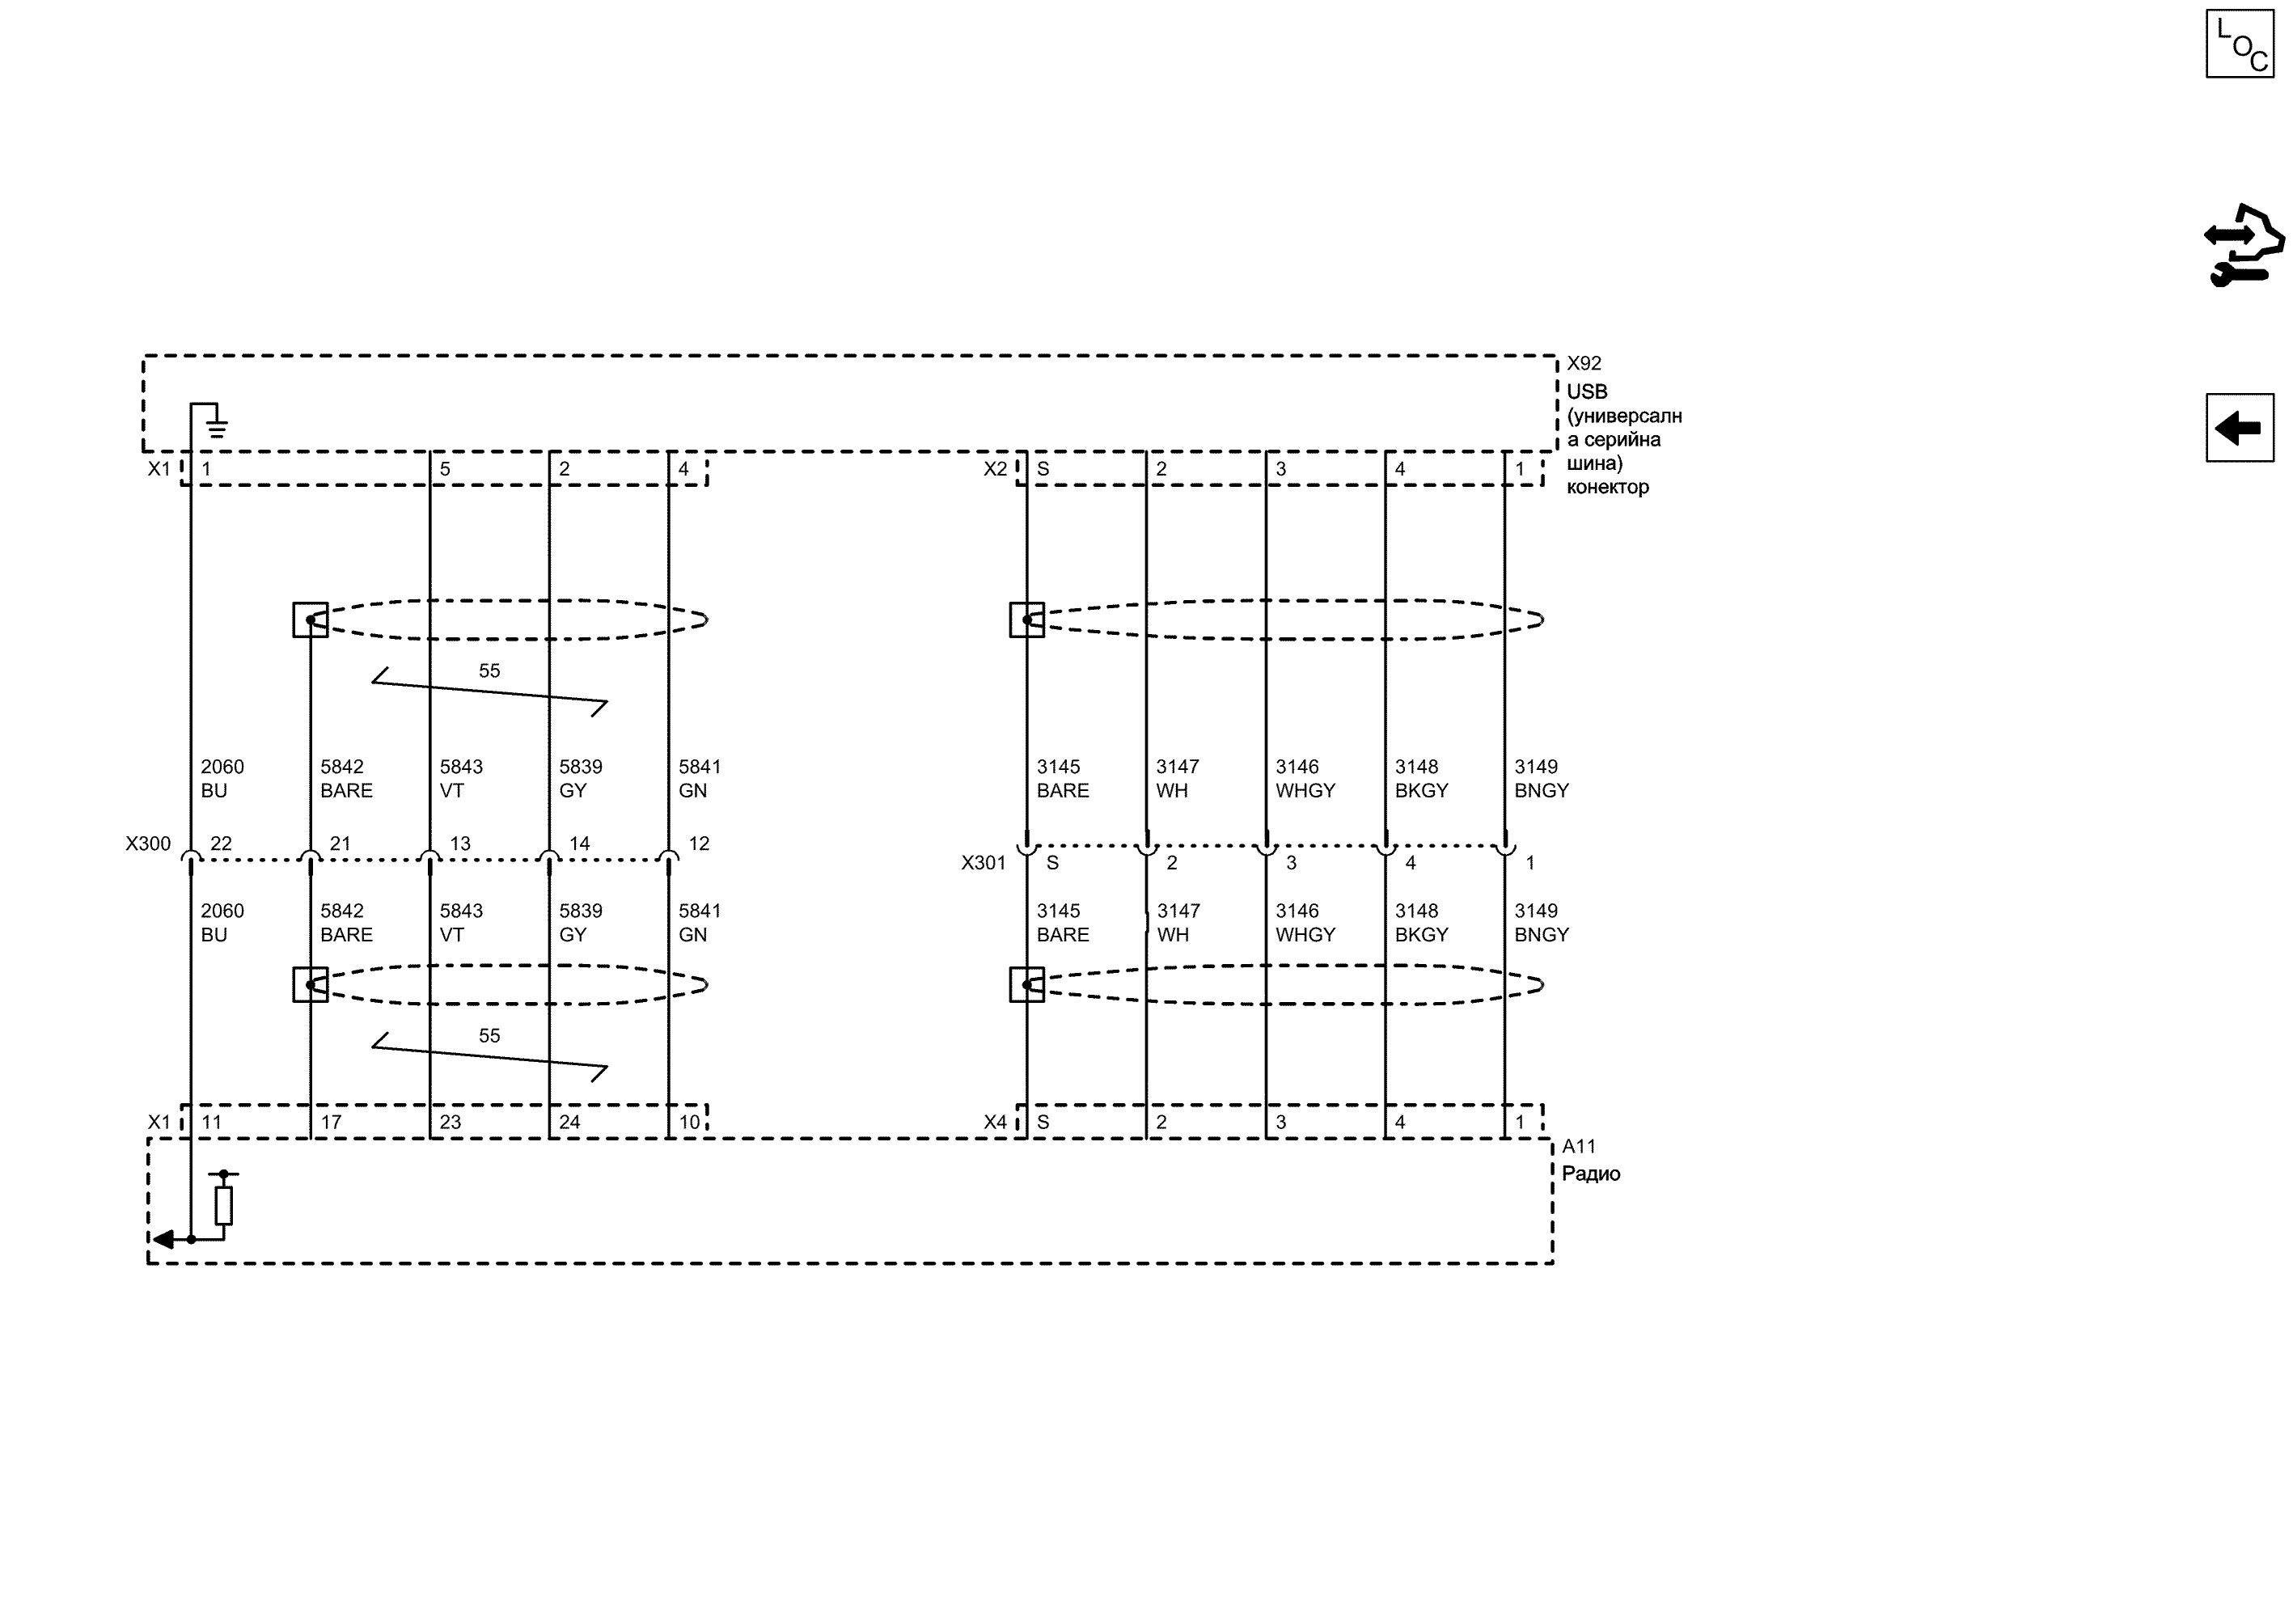 LOC
X92
USB
(универсалн
а серийна
шина)
конектор
X1 1 5 2 4 X2 S 2 3 4 1
55
2060 5842 5843 5839 5841 3145 3147 3146 3148 3149
BU BARE VT GY GN BARE WH WHGY BKGY BNGY
X300 22 21 13 14 12
X301 S 2 3 4 1
2060 5842 5843 5839 5841 3145 3147 3146 3148 3149
BU BARE VT GY GN BARE WH WHGY BKGY BNGY
55
X1 11 17 23 24 10 X4 S 2 3 4 1
A11
Радио